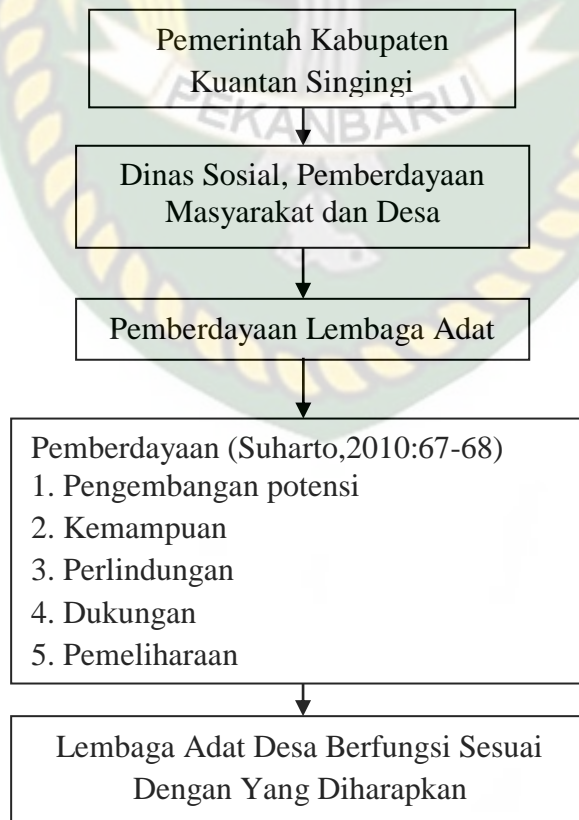 Pemerintah Kabupaten
Kuantan Singingi
PEKANBARU
Dinas Sosial, Pemberdayaan
Masyarakat dan Desa
Pemberdayaan Lembaga Adat
Pemberdayaan (Suharto,2010:67-68)
1. Pengembangan potensi
2. Kemampuan
3. Perlindungan
4. Dukungan
5. Pemeliharaan
Lembaga Adat Desa Berfungsi Sesuai
Dengan Yang Diharapkan